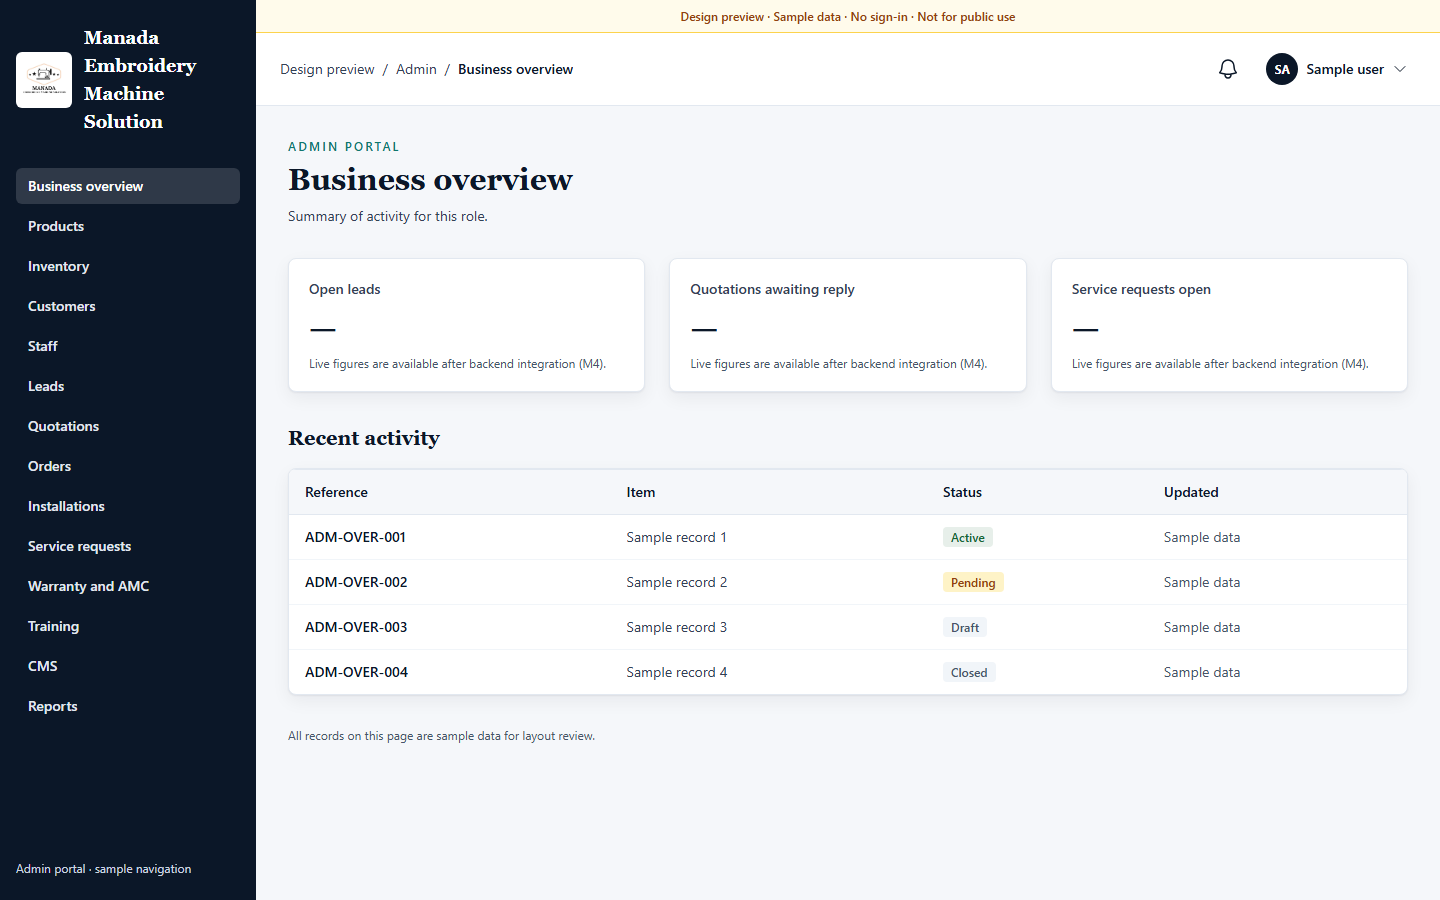 Design preview · Sample data · No sign-in · Not for public use
Manada
Embroidery
Machine
Solution
MANADA
Design preview / Admin / Business overview
SA Sample user
Business overview
Products
Inventory
Customers
Staff
Leads
Quotations
Orders
Installations
Service requests
Warranty and AMC
Training
CMS
Reports
Admin portal · sample navigation
ADMIN PORTAL
Business overview
Summary of activity for this role.
Open leads
—
Live figures are available after backend integration (M4).
Quotations awaiting reply
—
Live figures are available after backend integration (M4).
Service requests open
—
Live figures are available after backend integration (M4).
Recent activity
Reference Item Status Updated
ADM-OVER-001 Sample record 1 Active Sample data
ADM-OVER-002 Sample record 2 Pending Sample data
ADM-OVER-003 Sample record 3 Draft Sample data
ADM-OVER-004 Sample record 4 Closed Sample data
All records on this page are sample data for layout review.